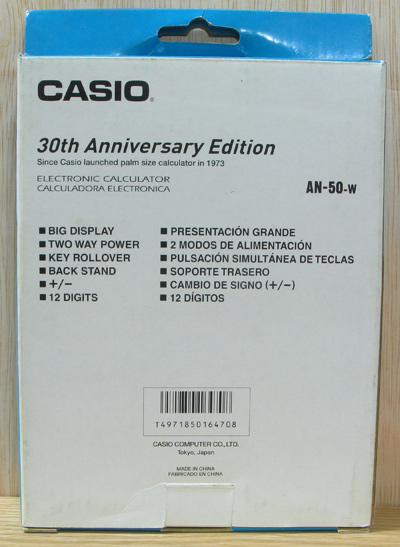 CASIO®
30th Anniversary Edition
Since Casio launched palm size calculator in 1973
ELECTRONIC CALCULATOR
CALCULADORA ELECTRONICA
AN-50-W
■ BIG DISPLAY
■ TWO WAY POWER
■ KEY ROLLOVER
■ BACK STAND
■ +/−
■ 12 DIGITS
■ PRESENTACIÓN GRANDE
■ 2 MODOS DE ALIMENTACIÓN
■ PULSACIÓN SIMULTÁNEA DE TECLAS
■ SOPORTE TRASERO
■ CAMBIO DE SIGNO (+/−)
■ 12 DÍGITOS
14971850164708
CASIO COMPUTER CO.,LTD.
Tokyo, Japan
MADE IN CHINA
FABRICADO EN CHINA